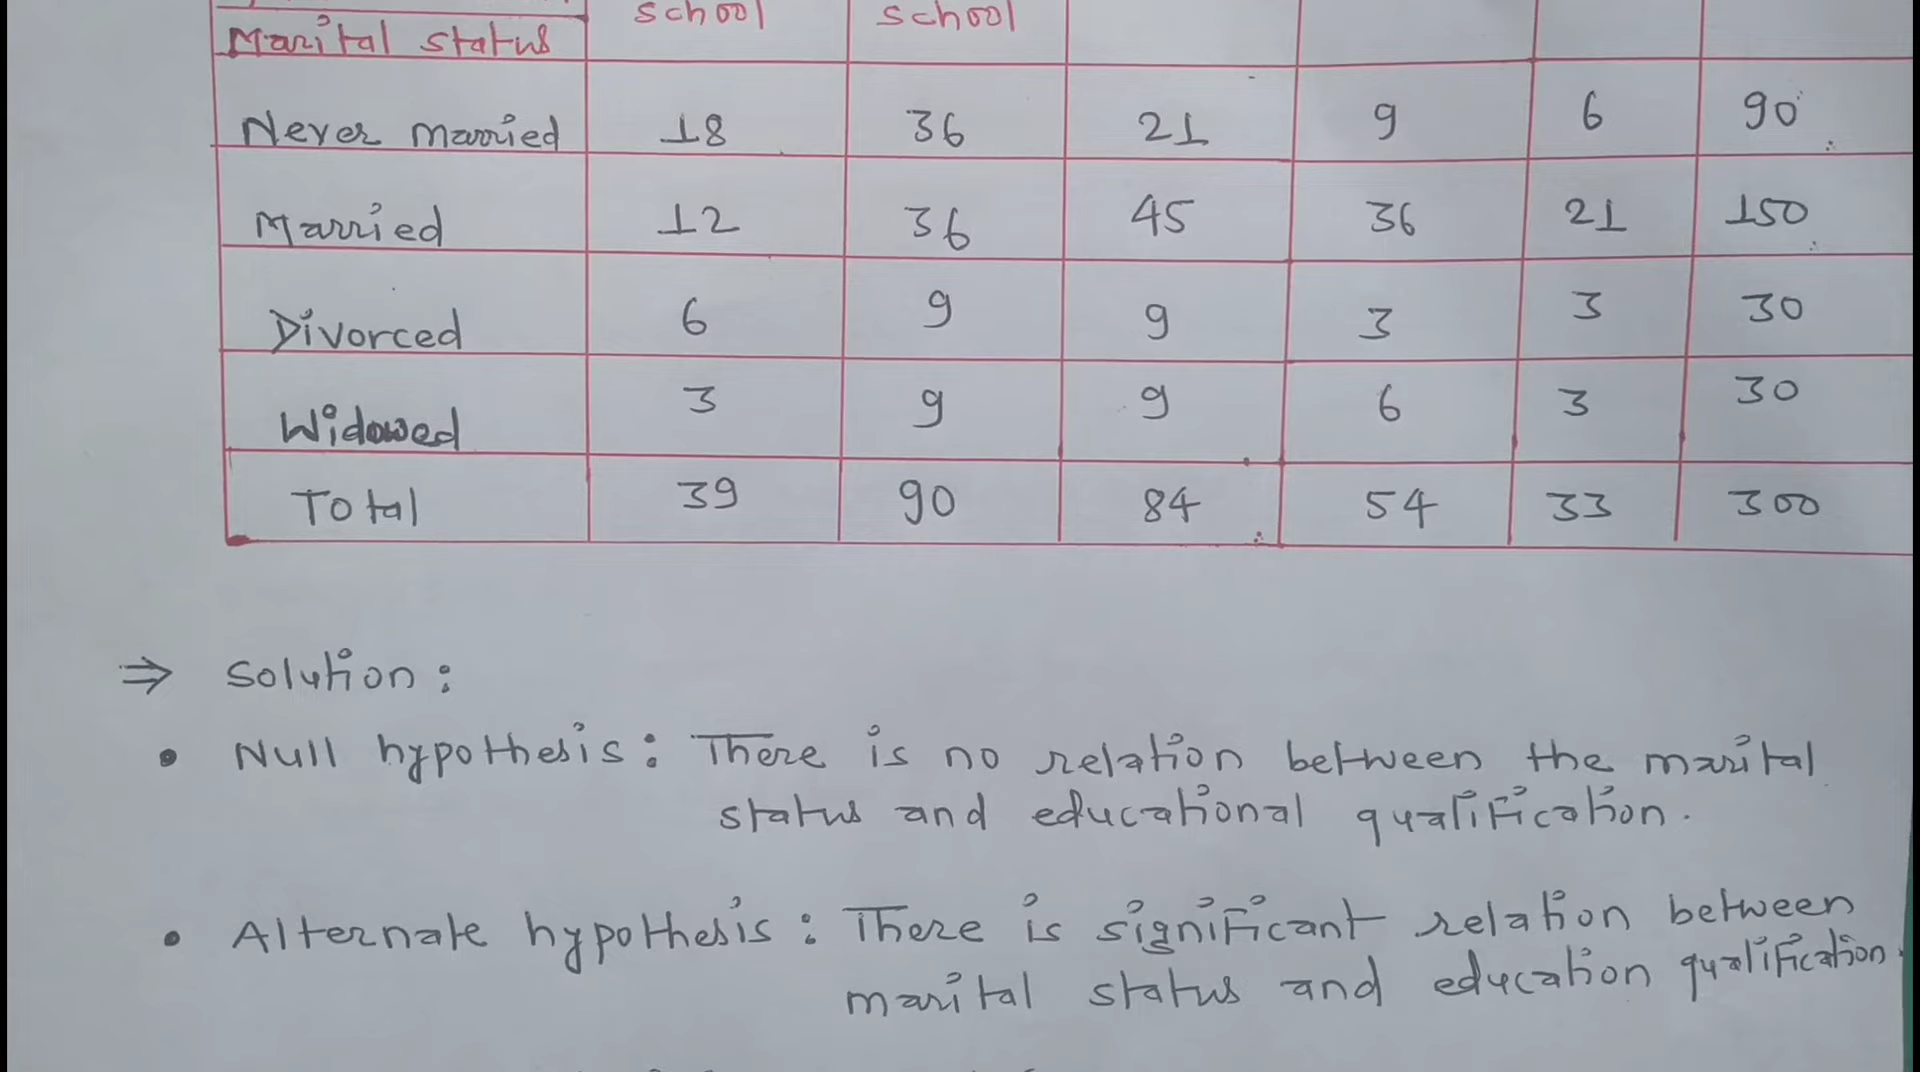 school school
Marital status
Never married 18 36 21 9 6 90
Married 12 36 45 36 21 150
Divorced 6 9 9 3 3 30
Widowed 3 9 9 6 3 30
Total 39 90 84 54 33 300
⇒ Solution:
• Null hypothesis: There is no relation between the marital
status and educational qualification.
• Alternate hypothesis: There is significant relation between
marital status and education qualification.